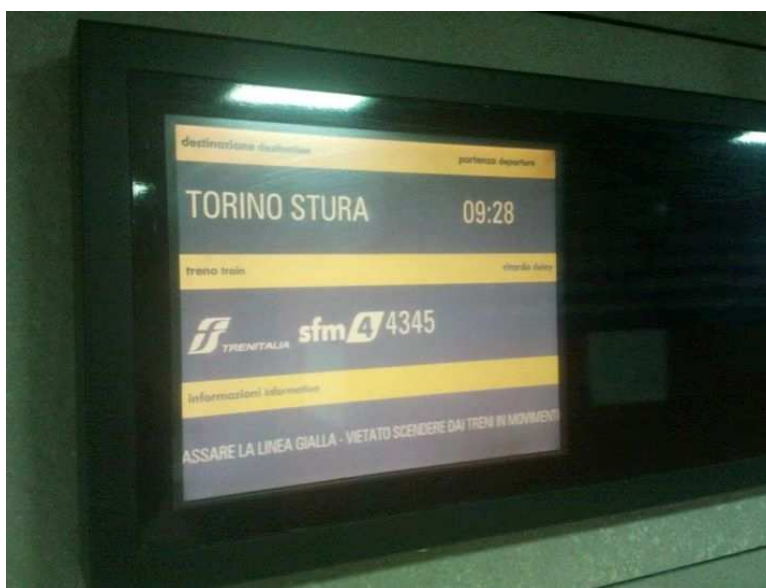 destinazione destination partenza departure
TORINO STURA 09:28
treno train ritardo delay
TRENITALIA sfm 4 4345
informazioni information
ASSARE LA LINEA GIALLA - VIETATO SCENDERE DAI TRENI IN MOVIMENT